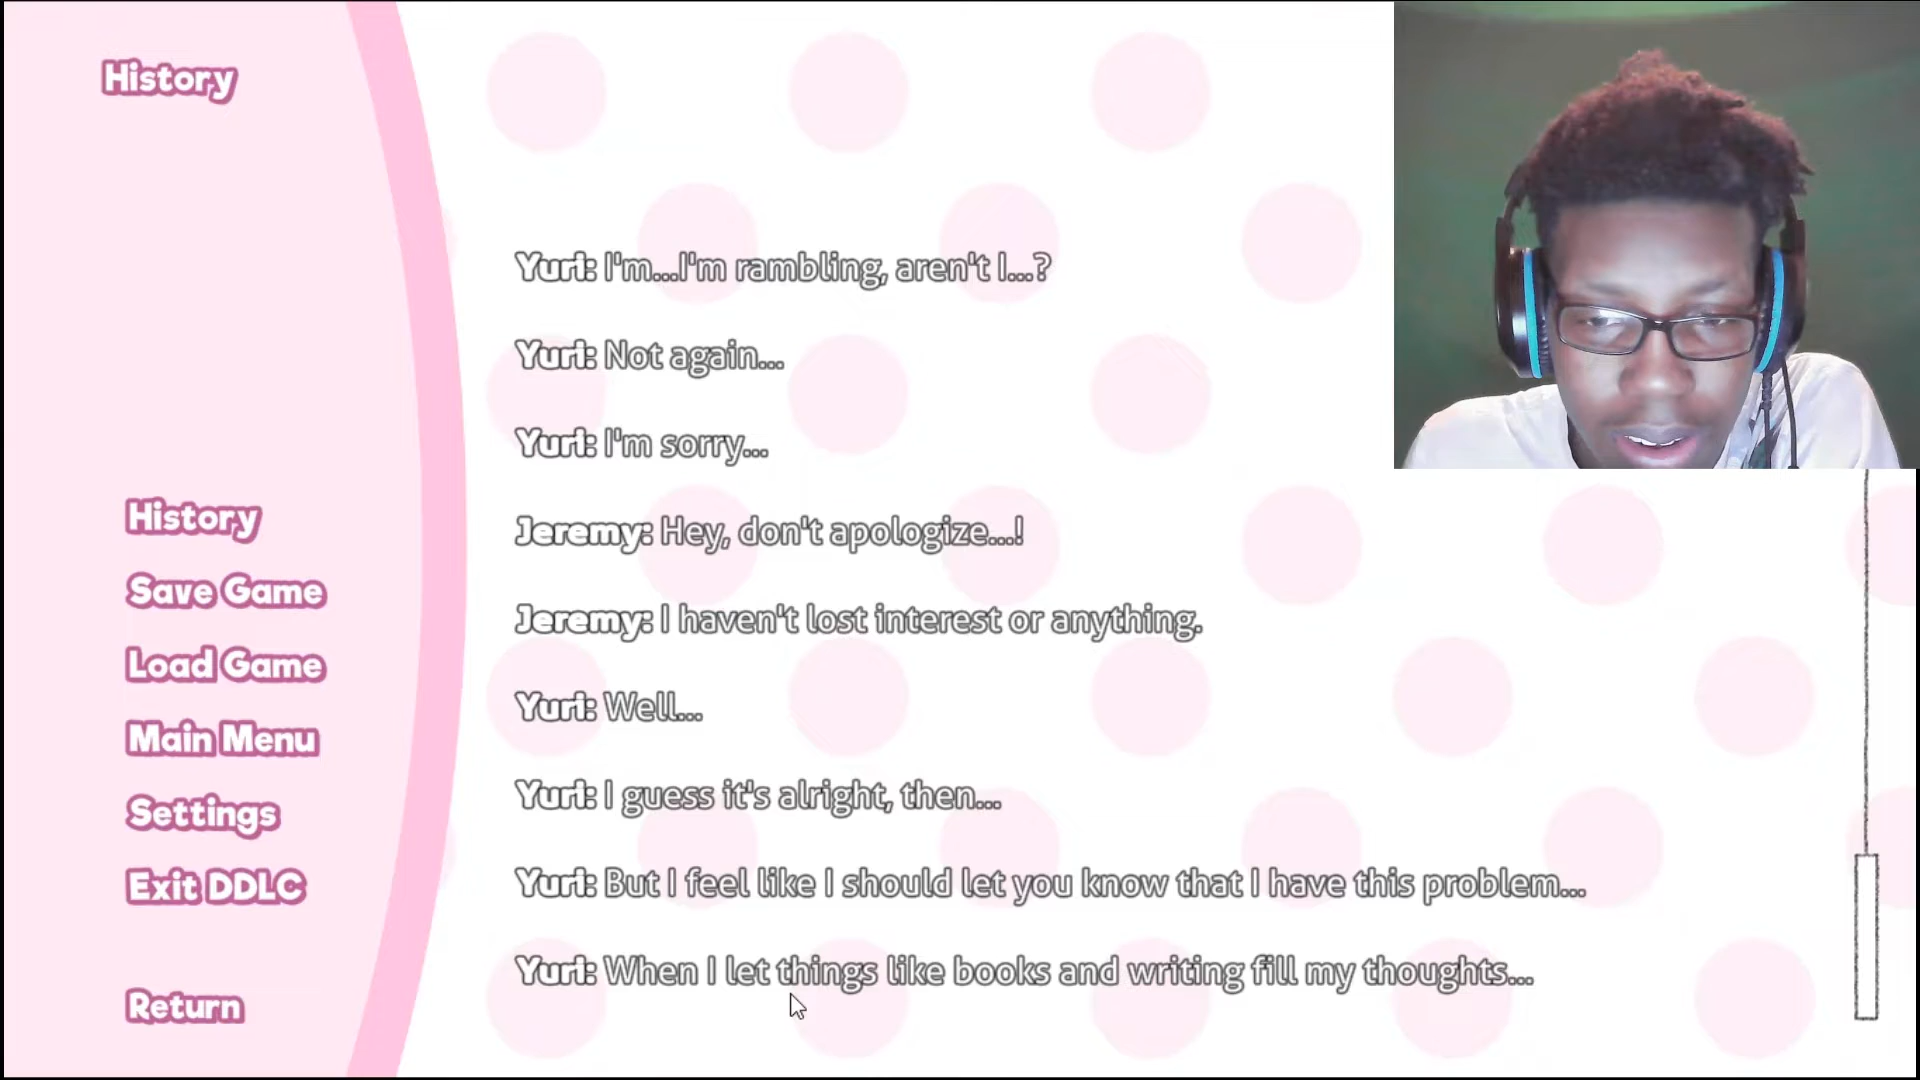 History
History
Save Game
Load Game
Main Menu
Settings
Exit DDLC
Return
Yuri: I'm...I'm rambling, aren't I...?
Yuri: Not again...
Yuri: I'm sorry...
Jeremy: Hey, don't apologize...!
Jeremy: I haven't lost interest or anything.
Yuri: Well...
Yuri: I guess it's alright, then...
Yuri: But I feel like I should let you know that I have this problem...
Yuri: When I let things like books and writing fill my thoughts...